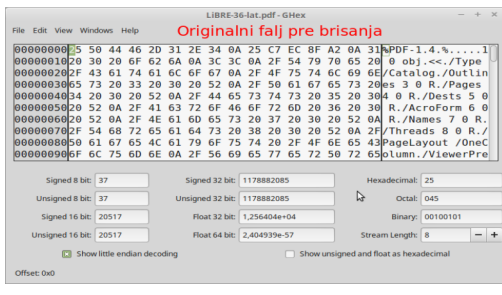 LiBRE-36-lat.pdf - GHex
File Edit View Windows Help Originalni falj pre brisanja
00000000 25 50 44 46 2D 31 2E 34 0A 25 C7 EC 8F A2 0A 31 %PDF-1.4.%.....1
00000010 20 30 20 6F 62 6A 0A 3C 3C 0A 2F 54 79 70 65 20  0 obj.<<./Type 
00000020 2F 43 61 74 61 6C 6F 67 0A 2F 4F 75 74 6C 69 6E /Catalog./Outlin
00000030 65 73 20 33 20 30 20 52 0A 2F 50 61 67 65 73 20 es 3 0 R./Pages 
00000040 34 20 30 20 52 0A 2F 44 65 73 74 73 20 35 20 30 4 0 R./Dests 5 0
00000050 20 52 0A 2F 41 63 72 6F 46 6F 72 6D 20 36 20 30  R./AcroForm 6 0
00000060 20 52 0A 2F 4E 61 6D 65 73 20 37 20 30 20 52 0A  R./Names 7 0 R.
00000070 2F 54 68 72 65 61 64 73 20 38 20 30 20 52 0A 2F /Threads 8 0 R./
00000080 50 61 67 65 4C 61 79 6F 75 74 20 2F 4F 6E 65 43 PageLayout /OneC
00000090 6F 6C 75 6D 6E 0A 2F 56 69 65 77 65 72 50 72 65 olumn./ViewerPre
Signed 8 bit: 37 Signed 32 bit: 1178882085 Hexadecimal: 25
Unsigned 8 bit: 37 Unsigned 32 bit: 1178882085 Octal: 045
Signed 16 bit: 20517 Float 32 bit: 1,256404e+04 Binary: 00100101
Unsigned 16 bit: 20517 Float 64 bit: 2,404939e-57 Stream Length: 8 - +
Show little endian decoding Show unsigned and float as hexadecimal
Offset: 0x0